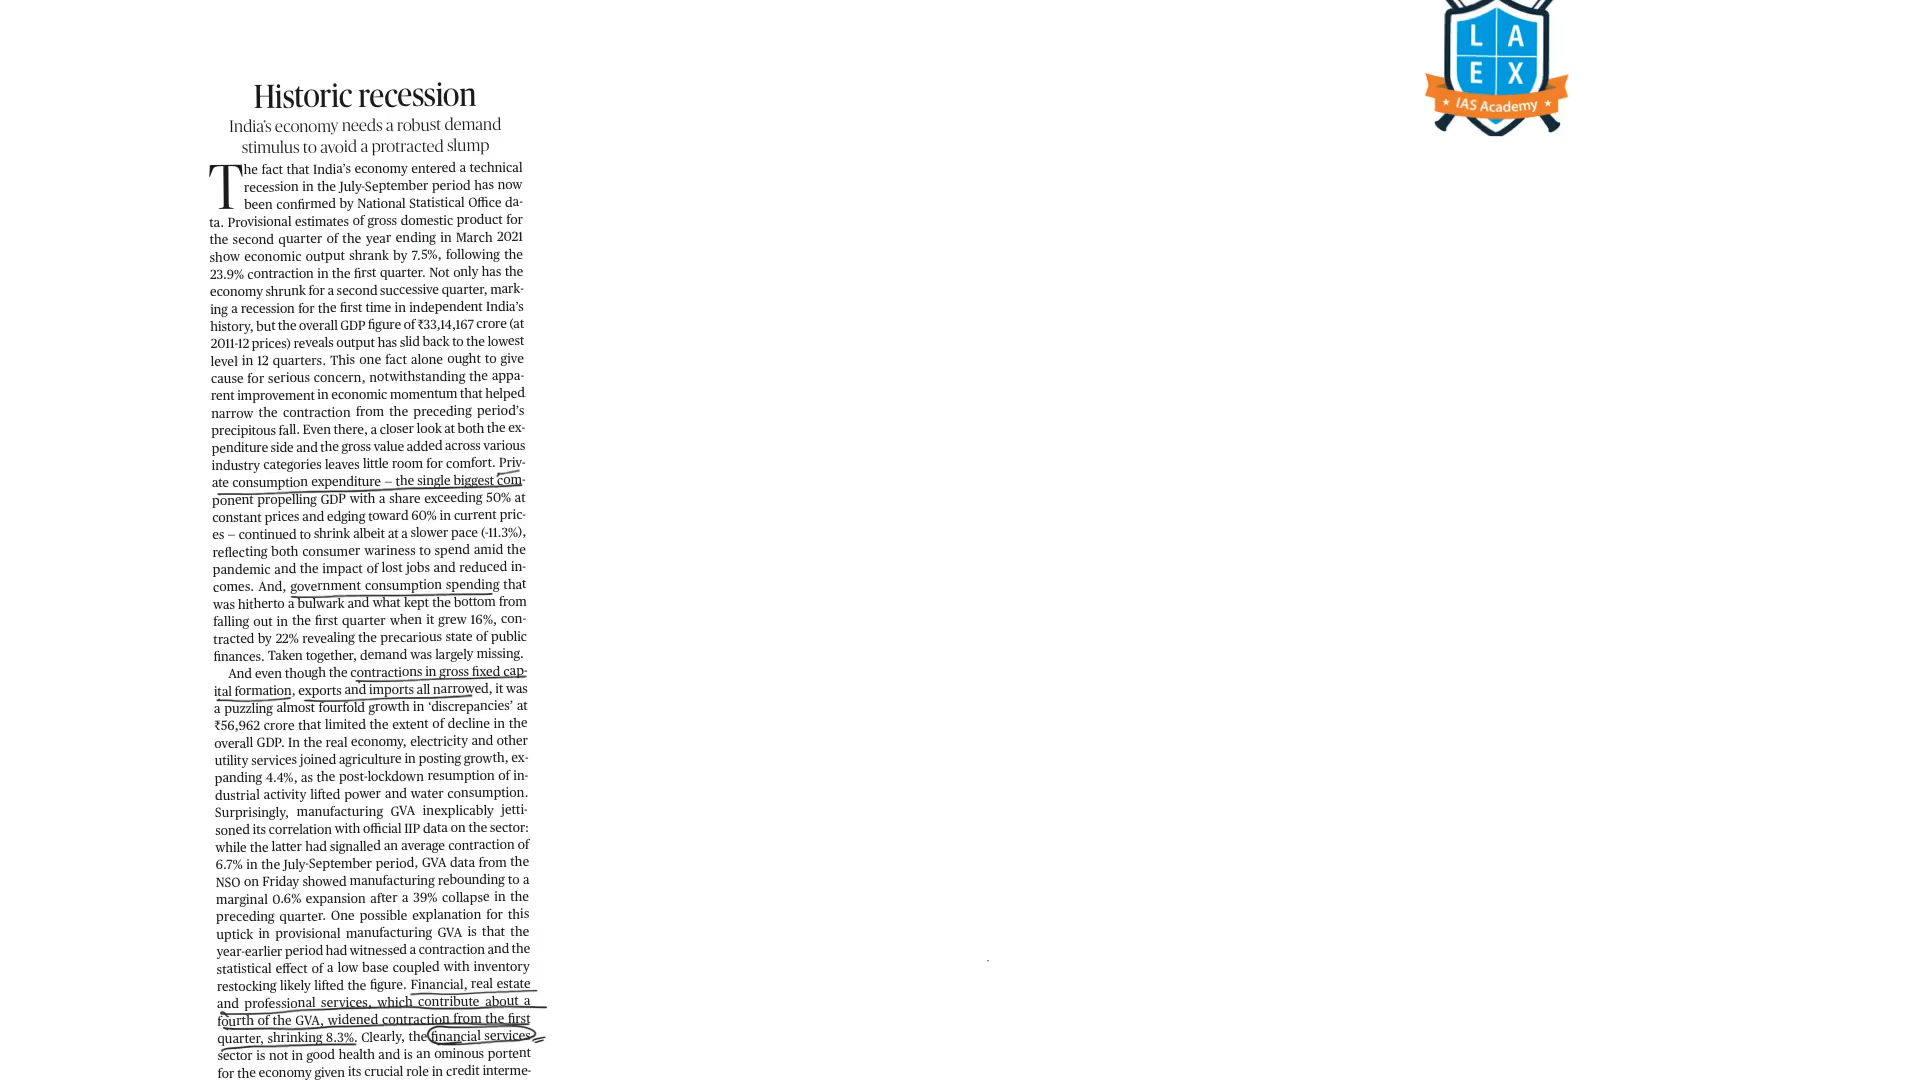 L A
E X
IAS Academy
Historic recession
India's economy needs a robust demand
stimulus to avoid a protracted slump
The fact that India's economy entered a technical
recession in the July-September period has now
been confirmed by National Statistical Office da-
ta. Provisional estimates of gross domestic product for
the second quarter of the year ending in March 2021
show economic output shrank by 7.5%, following the
23.9% contraction in the first quarter. Not only has the
economy shrunk for a second successive quarter, mark-
ing a recession for the first time in independent India's
history, but the overall GDP figure of ₹33,14,167 crore (at
2011-12 prices) reveals output has slid back to the lowest
level in 12 quarters. This one fact alone ought to give
cause for serious concern, notwithstanding the appa-
rent improvement in economic momentum that helped
narrow the contraction from the preceding period's
precipitous fall. Even there, a closer look at both the ex-
penditure side and the gross value added across various
industry categories leaves little room for comfort. Priv-
ate consumption expenditure – the single biggest com-
ponent propelling GDP with a share exceeding 50% at
constant prices and edging toward 60% in current pric-
es – continued to shrink albeit at a slower pace (-11.3%),
reflecting both consumer wariness to spend amid the
pandemic and the impact of lost jobs and reduced in-
comes. And, government consumption spending that
was hitherto a bulwark and what kept the bottom from
falling out in the first quarter when it grew 16%, con-
tracted by 22% revealing the precarious state of public
finances. Taken together, demand was largely missing.
And even though the contractions in gross fixed cap-
ital formation, exports and imports all narrowed, it was
a puzzling almost fourfold growth in 'discrepancies' at
₹56,962 crore that limited the extent of decline in the
overall GDP. In the real economy, electricity and other
utility services joined agriculture in posting growth, ex-
panding 4.4%, as the post-lockdown resumption of in-
dustrial activity lifted power and water consumption.
Surprisingly, manufacturing GVA inexplicably jetti-
soned its correlation with official IIP data on the sector:
while the latter had signalled an average contraction of
6.7% in the July-September period, GVA data from the
NSO on Friday showed manufacturing rebounding to a
marginal 0.6% expansion after a 39% collapse in the
preceding quarter. One possible explanation for this
uptick in provisional manufacturing GVA is that the
year-earlier period had witnessed a contraction and the
statistical effect of a low base coupled with inventory
restocking likely lifted the figure. Financial, real estate
and professional services, which contribute about a
fourth of the GVA, widened contraction from the first
quarter, shrinking 8.3%. Clearly, the financial services
sector is not in good health and is an ominous portent
for the economy given its crucial role in credit interme-